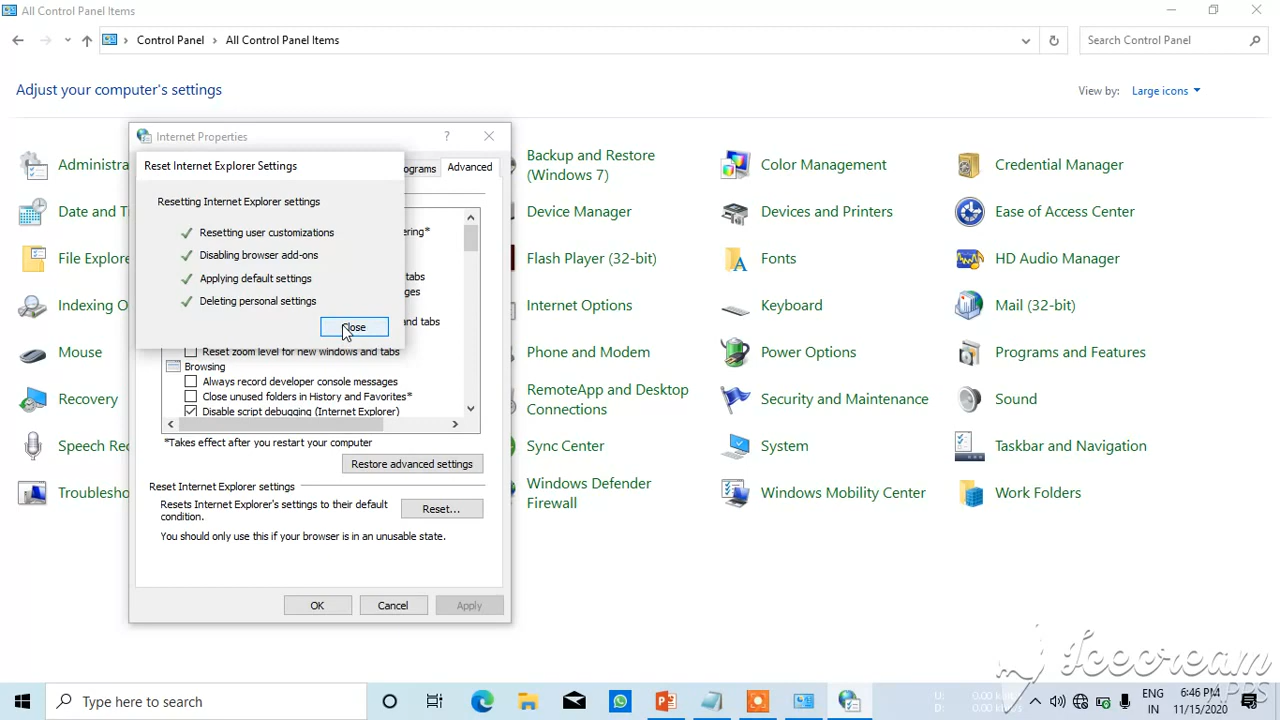 All Control Panel Items
Control Panel
All Control Panel Items
Search Control Panel
Adjust your computer's settings
View by:
Large icons
Internet Properties
?
Reset Internet Explorer Settings
Advanced
Resetting Internet Explorer settings
Resetting user customizations
Disabling browser add-ons
Applying default settings
Deleting personal settings
and tabs
Reset zoom level for new windows and tabs
Browsing
Always record developer console messages
Close unused folders in History and Favorites*
Disable script debugging (Internet Explorer)
*Takes effect after you restart your computer
Restore advanced settings
Reset Internet Explorer settings
Resets Internet Explorer's settings to their default
condition.
Reset...
You should only use this if your browser is in an unusable state.
OK
Cancel
Apply
Administra
Backup and Restore
(Windows 7)
Color Management
Credential Manager
Date and T
Device Manager
Devices and Printers
Ease of Access Center
File Explore
Flash Player (32-bit)
Fonts
HD Audio Manager
Indexing O
Internet Options
Keyboard
Mail (32-bit)
Mouse
Phone and Modem
Power Options
Programs and Features
Recovery
RemoteApp and Desktop
Connections
Security and Maintenance
Sound
Speech Rec
Sync Center
System
Taskbar and Navigation
Troublesho
Windows Defender
Firewall
Windows Mobility Center
Work Folders
Icecream
APPS
Type here to search
U: 0.00 kbit/s
D: 0.00 kbit/s
ENG
IN
6:46 PM
11/15/2020